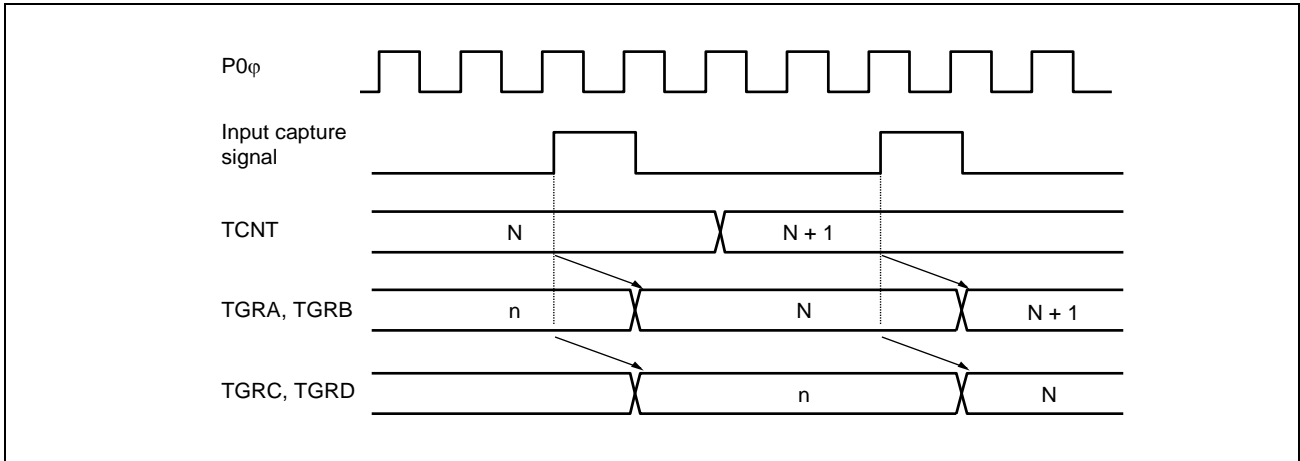 P0φ
Input capture
signal
TCNT
N
N + 1
TGRA, TGRB
n
N
N + 1
TGRC, TGRD
n
N